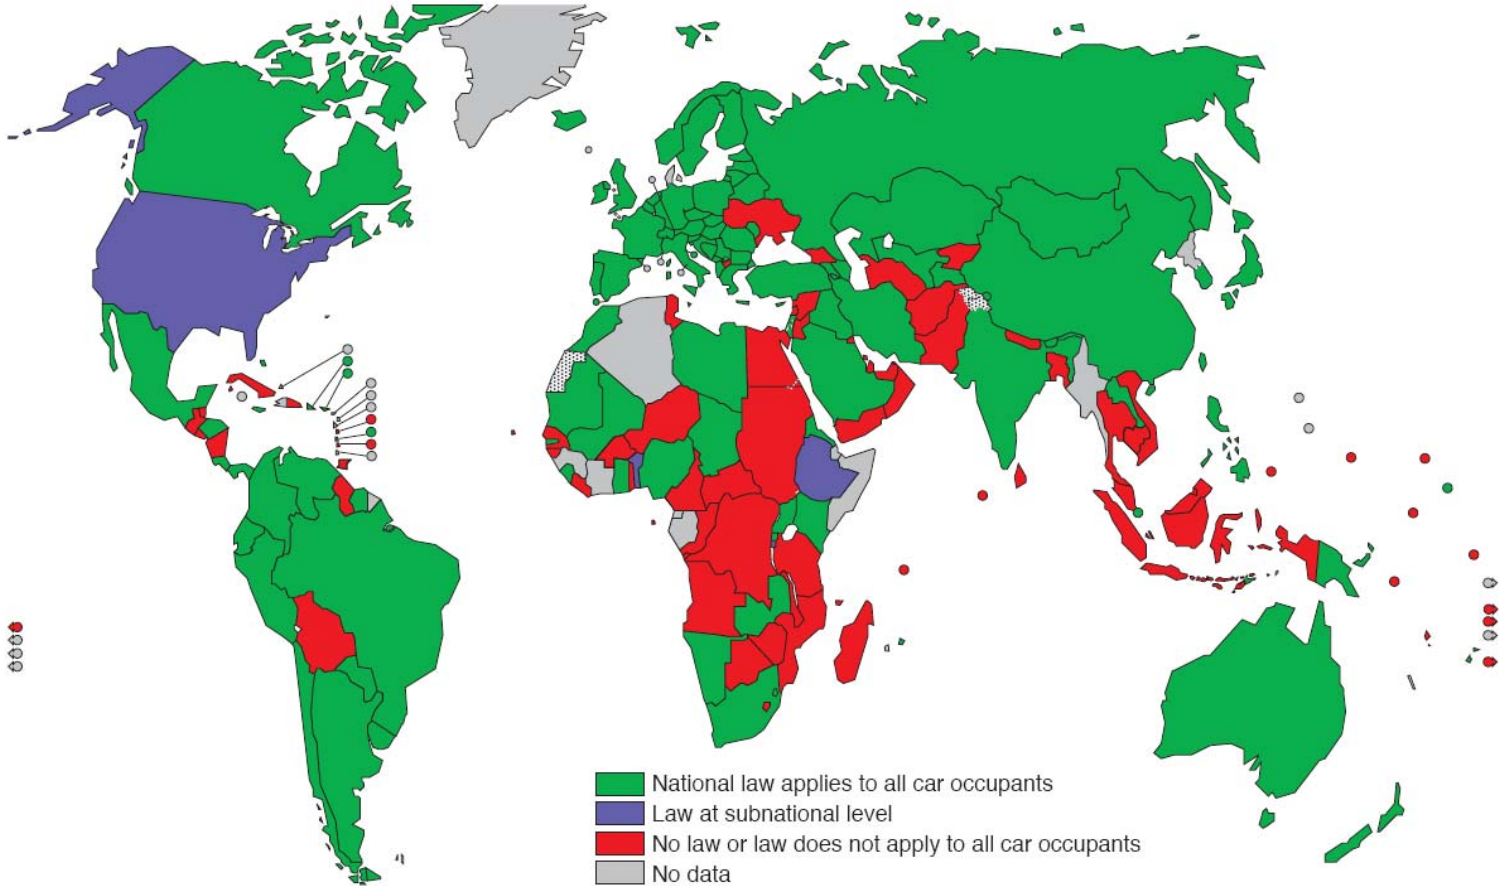 National law applies to all car occupants
Law at subnational level
No law or law does not apply to all car occupants
No data